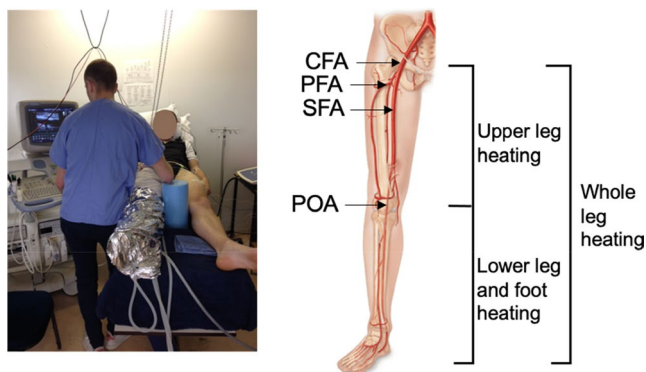 CFA
PFA
SFA
POA
Upper leg
heating
Lower leg
and foot
heating
Whole
leg
heating